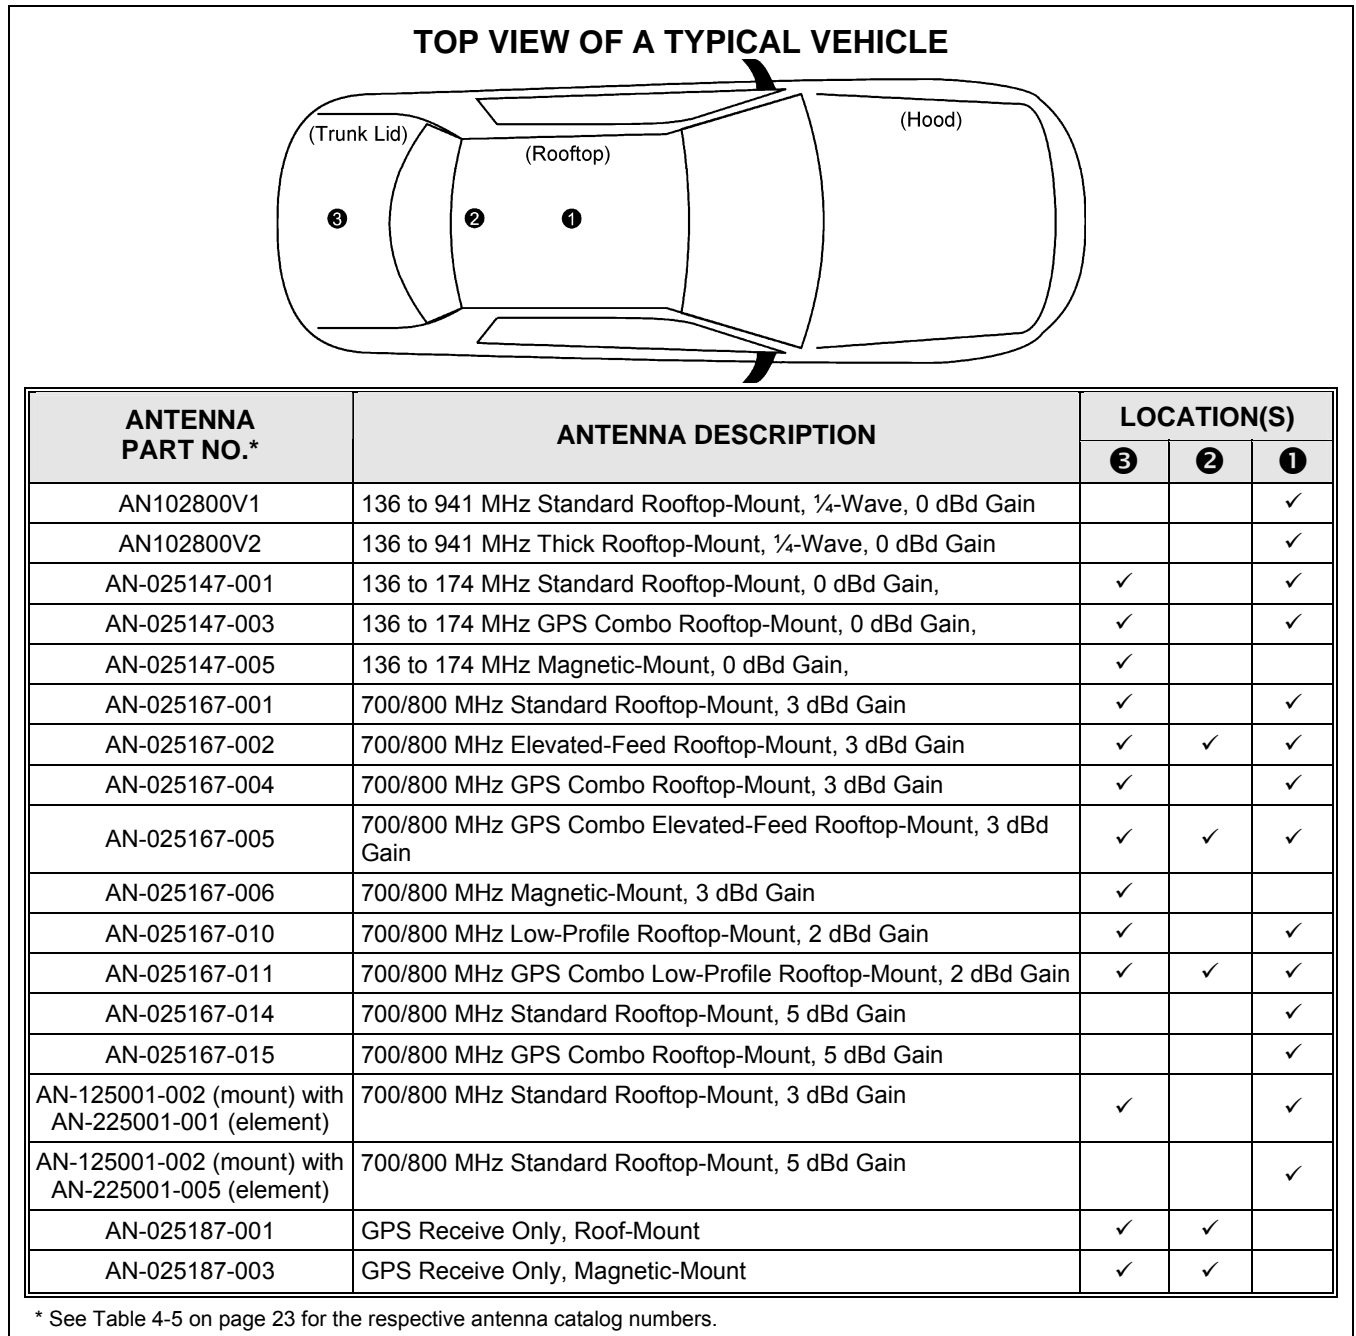 TOP VIEW OF A TYPICAL VEHICLE
(Trunk Lid)
(Rooftop)
(Hood)
❸ ❷ ❶
ANTENNA PART NO.* ANTENNA DESCRIPTION LOCATION(S)
❸ ❷ ❶
AN102800V1 136 to 941 MHz Standard Rooftop-Mount, ¼-Wave, 0 dBd Gain ✓
AN102800V2 136 to 941 MHz Thick Rooftop-Mount, ¼-Wave, 0 dBd Gain ✓
AN-025147-001 136 to 174 MHz Standard Rooftop-Mount, 0 dBd Gain, ✓ ✓
AN-025147-003 136 to 174 MHz GPS Combo Rooftop-Mount, 0 dBd Gain, ✓ ✓
AN-025147-005 136 to 174 MHz Magnetic-Mount, 0 dBd Gain, ✓
AN-025167-001 700/800 MHz Standard Rooftop-Mount, 3 dBd Gain ✓ ✓
AN-025167-002 700/800 MHz Elevated-Feed Rooftop-Mount, 3 dBd Gain ✓ ✓ ✓
AN-025167-004 700/800 MHz GPS Combo Rooftop-Mount, 3 dBd Gain ✓ ✓
AN-025167-005 700/800 MHz GPS Combo Elevated-Feed Rooftop-Mount, 3 dBd
Gain ✓ ✓ ✓
AN-025167-006 700/800 MHz Magnetic-Mount, 3 dBd Gain ✓
AN-025167-010 700/800 MHz Low-Profile Rooftop-Mount, 2 dBd Gain ✓ ✓
AN-025167-011 700/800 MHz GPS Combo Low-Profile Rooftop-Mount, 2 dBd Gain ✓ ✓ ✓
AN-025167-014 700/800 MHz Standard Rooftop-Mount, 5 dBd Gain ✓
AN-025167-015 700/800 MHz GPS Combo Rooftop-Mount, 5 dBd Gain ✓
AN-125001-002 (mount) with 700/800 MHz Standard Rooftop-Mount, 3 dBd Gain
AN-225001-001 (element) ✓ ✓
AN-125001-002 (mount) with 700/800 MHz Standard Rooftop-Mount, 5 dBd Gain
AN-225001-005 (element) ✓
AN-025187-001 GPS Receive Only, Roof-Mount ✓ ✓
AN-025187-003 GPS Receive Only, Magnetic-Mount ✓ ✓
* See Table 4-5 on page 23 for the respective antenna catalog numbers.